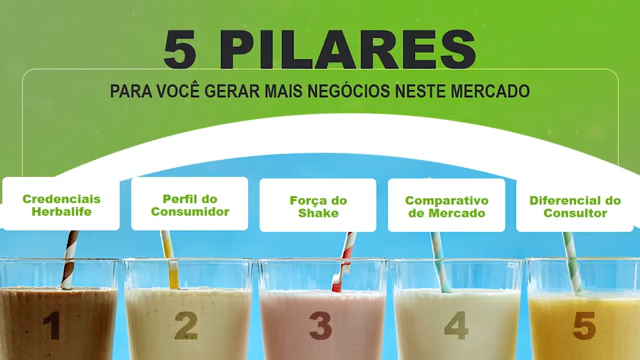 5 PILARES
PARA VOCÊ GERAR MAIS NEGÓCIOS NESTE MERCADO
Credenciais
Herbalife
Perfil do
Consumidor
Força do
Shake
Comparativo
de Mercado
Diferencial do
Consultor
1
2
3
4
5